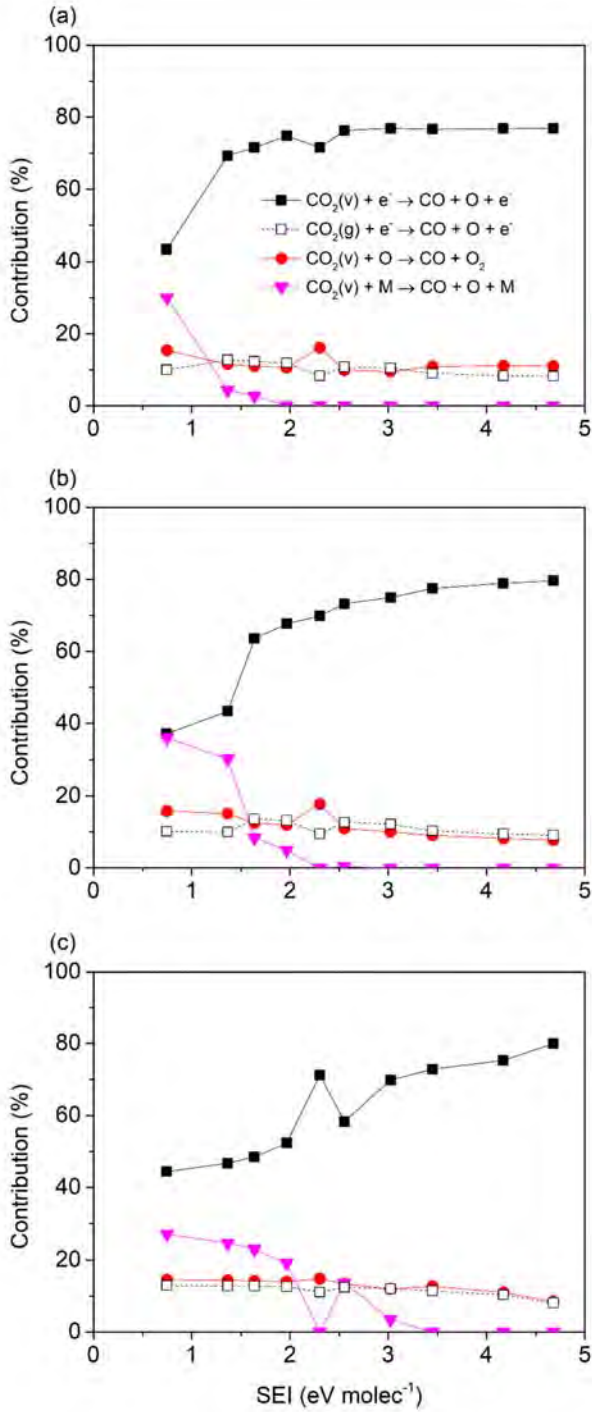 (a)
100
80
60
40
20
0
Contribution (%)
CO₂(v) + e⁻ → CO + O + e⁻
CO₂(g) + e⁻ → CO + O + e⁻
CO₂(v) + O → CO + O₂
CO₂(v) + M → CO + O + M
0 1 2 3 4 5
(b)
100
80
60
40
20
0
Contribution (%)
0 1 2 3 4 5
(c)
100
80
60
40
20
0
Contribution (%)
0 1 2 3 4 5
SEI (eV molec⁻¹)